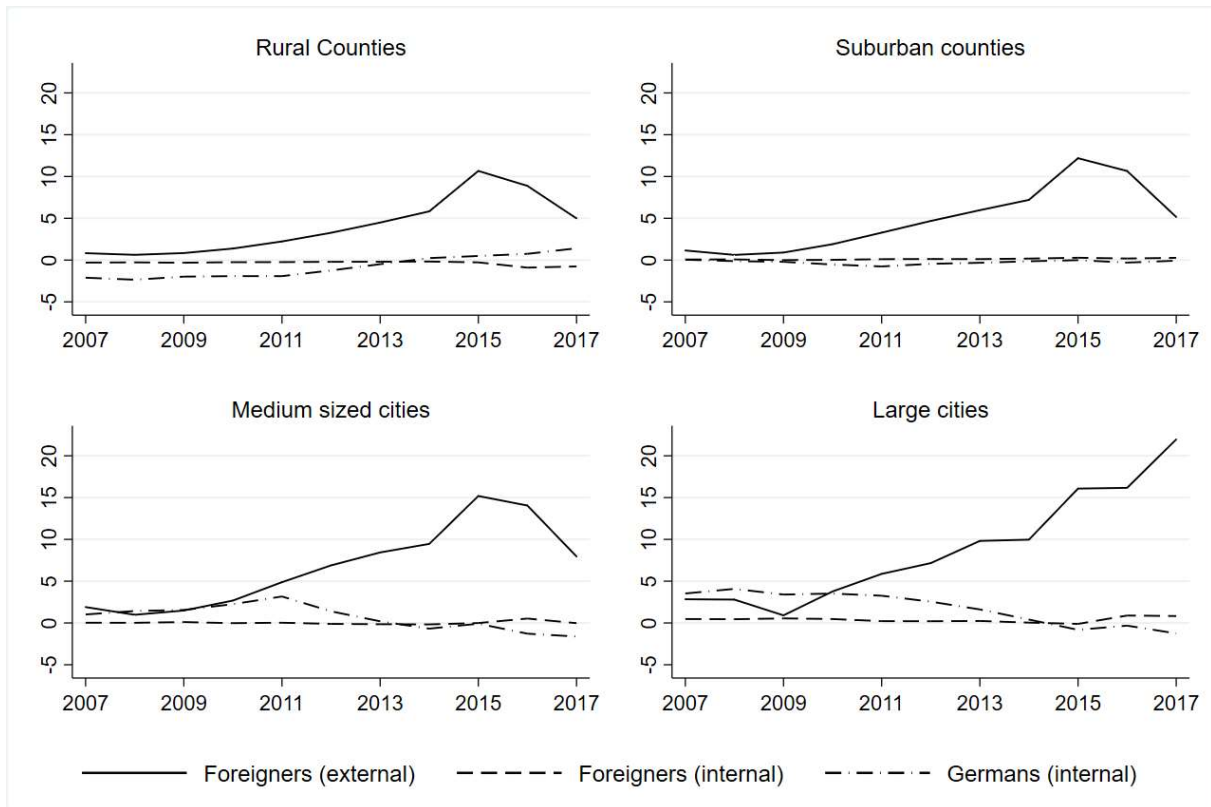 Rural Counties
20
15
10
5
0
-5
2007 2009 2011 2013 2015 2017
Suburban counties
20
15
10
5
0
-5
2007 2009 2011 2013 2015 2017
Medium sized cities
20
15
10
5
0
-5
2007 2009 2011 2013 2015 2017
Large cities
20
15
10
5
0
-5
2007 2009 2011 2013 2015 2017
Foreigners (external) Foreigners (internal) Germans (internal)